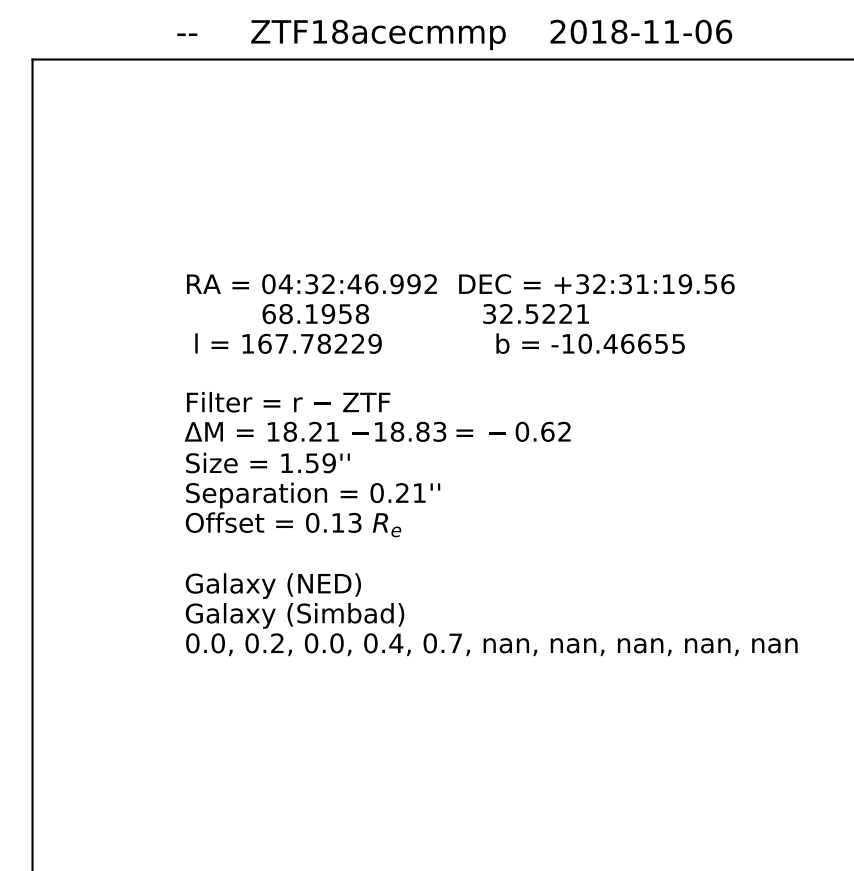 -- ZTF18acecmmp 2018-11-06
RA = 04:32:46.992 DEC = +32:31:19.56
68.1958 32.5221
l = 167.78229 b = -10.46655
Filter = r − ZTF
ΔM = 18.21 −18.83 = − 0.62
Size = 1.59''
Separation = 0.21''
Offset = 0.13 Rₑ
Galaxy (NED)
Galaxy (Simbad)
0.0, 0.2, 0.0, 0.4, 0.7, nan, nan, nan, nan, nan